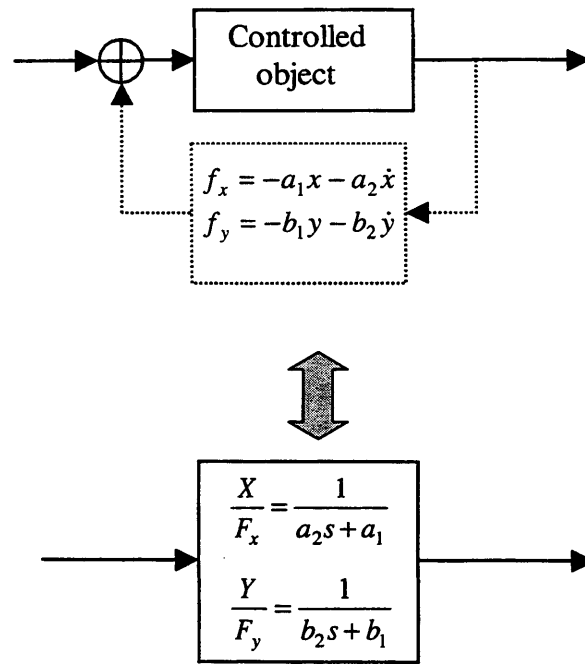 Controlled
object
f_x = -a_1x - a_2ẋ
f_y = -b_1y - b_2ẏ
X/F_x = 1/(a_2s + a_1)
Y/F_y = 1/(b_2s + b_1)